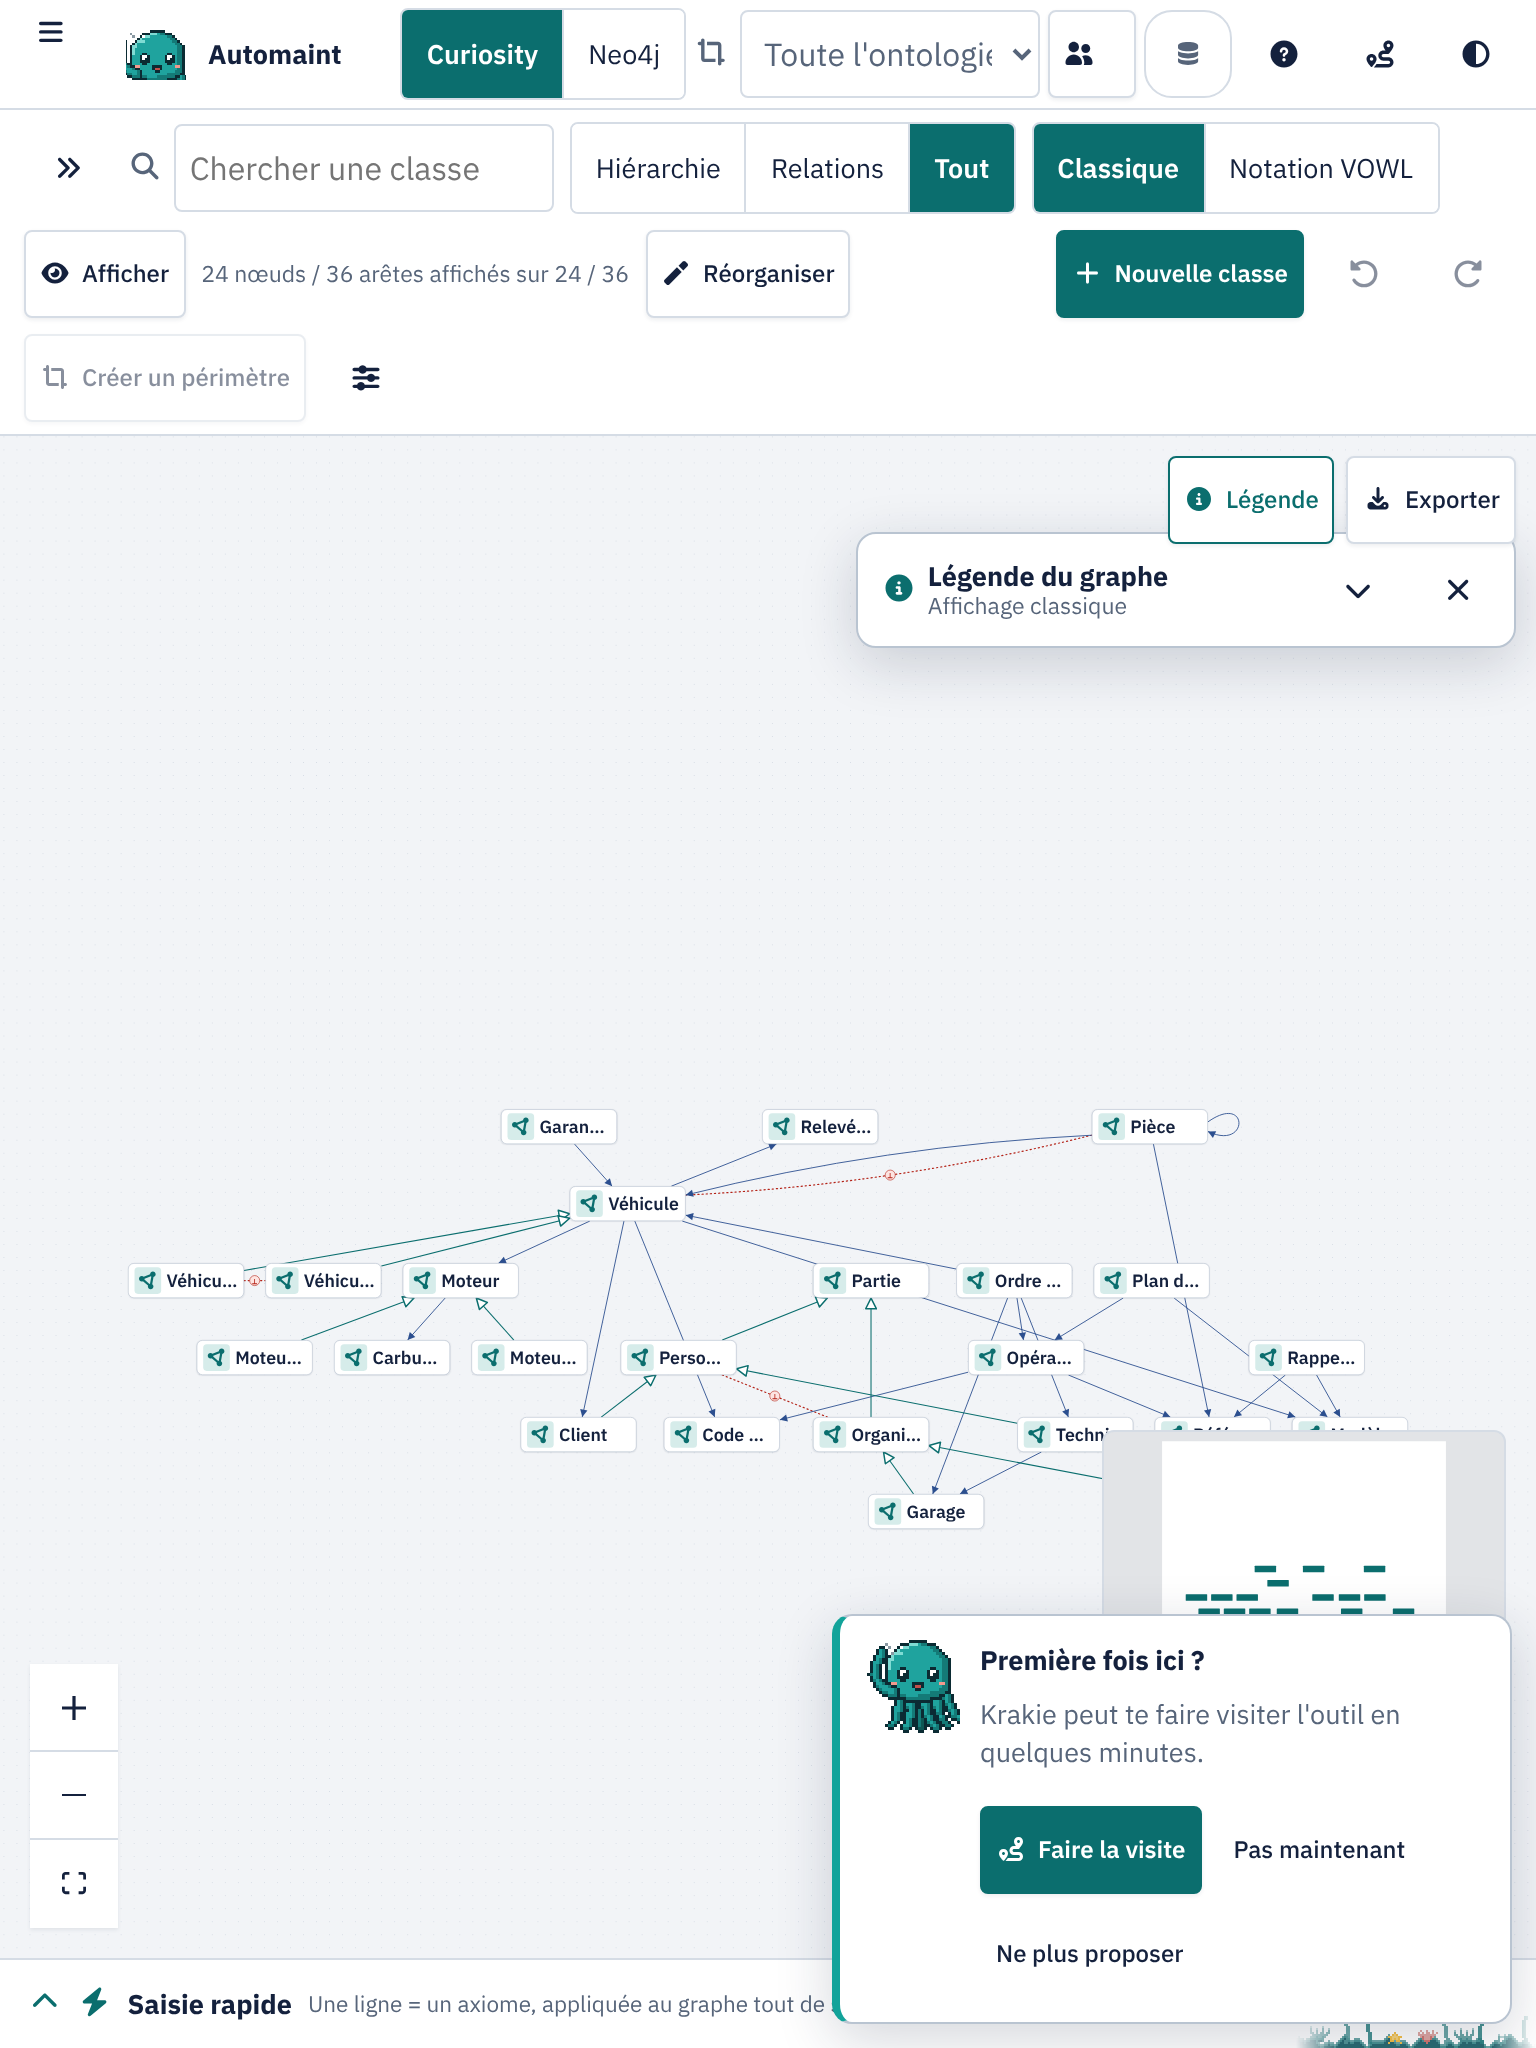 Automaint
Curiosity
Neo4j
Toute l'ontologie
Chercher une classe
Hiérarchie
Relations
Tout
Classique
Notation VOWL
Afficher
24 nœuds / 36 arêtes affichés sur 24 / 36
Réorganiser
Nouvelle classe
Créer un périmètre
Légende
Exporter
Légende du graphe
Affichage classique
Garan...
Relevé...
Pièce
Véhicule
Véhicu...
Véhicu...
Moteur
Partie
Ordre ...
Plan d...
Moteu...
Carbu...
Moteu...
Perso...
Opéra...
Rappe...
Client
Code ...
Organi...
Techni
Garage
Première fois ici ?
Krakie peut te faire visiter l'outil en
quelques minutes.
Faire la visite
Pas maintenant
Ne plus proposer
Saisie rapide
Une ligne = un axiome, appliquée au graphe tout de